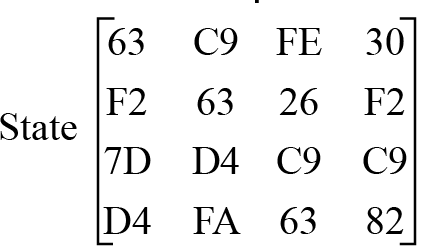 63 C9 FE 30
F2 63 26 F2
State
7D D4 C9 C9
D4 FA 63 82